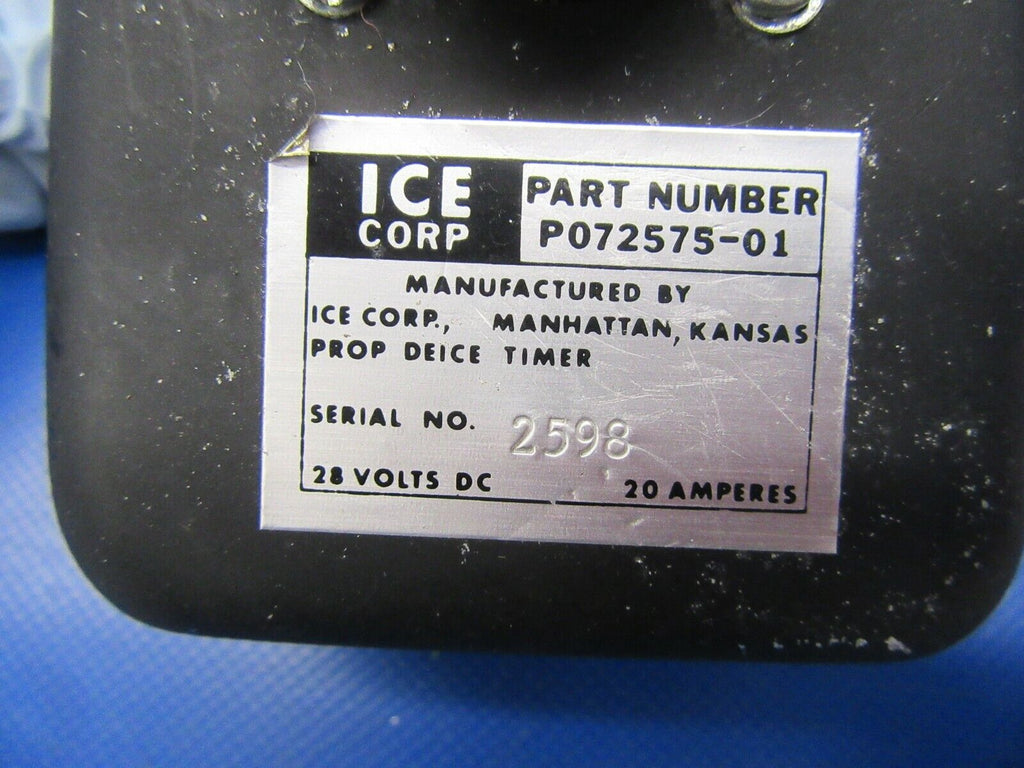 ICE
CORP
PART NUMBER
P072575-01
MANUFACTURED BY
ICE CORP., MANHATTAN, KANSAS
PROP DEICE TIMER
SERIAL NO. 2598
28 VOLTS DC 20 AMPERES